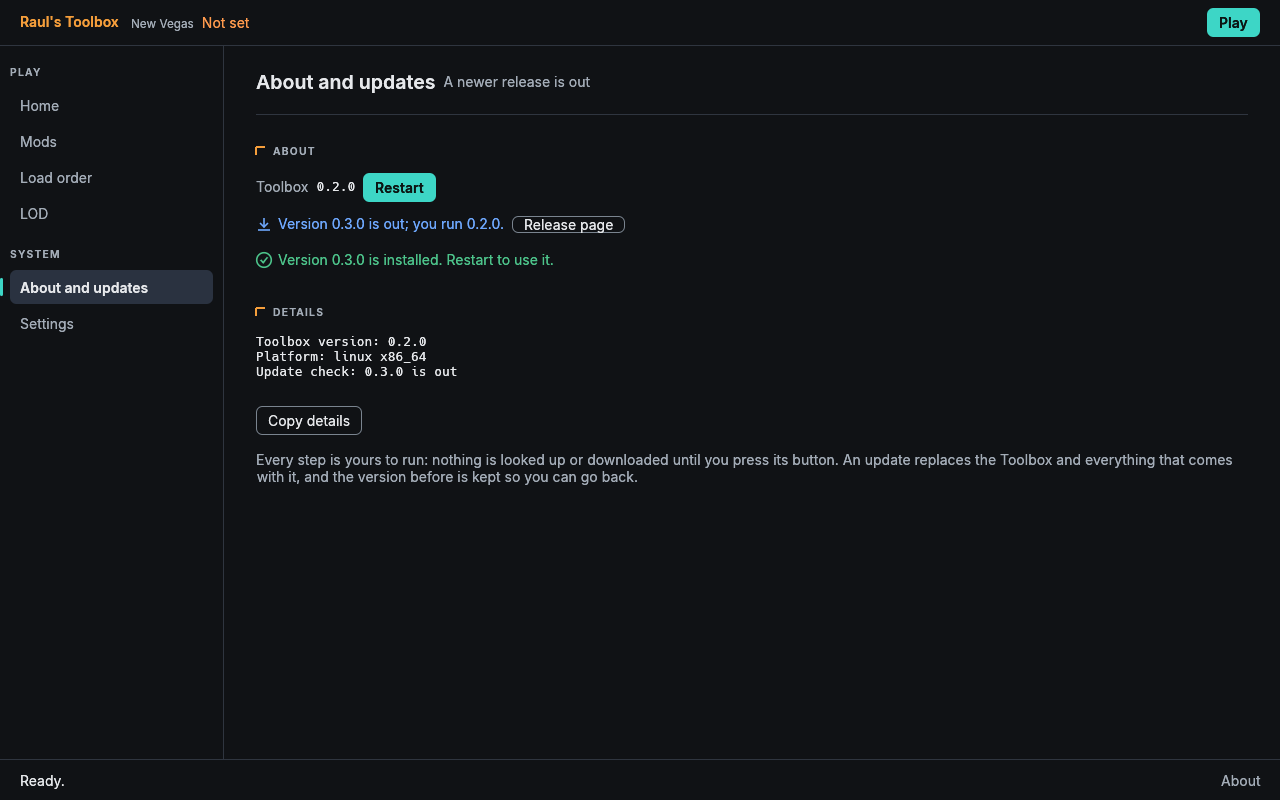 Raul's Toolbox New Vegas Not set Play
PLAY
Home
Mods
Load order
LOD
SYSTEM
About and updates
Settings
About and updates A newer release is out
ABOUT
Toolbox 0.2.0 Restart
Version 0.3.0 is out; you run 0.2.0. Release page
Version 0.3.0 is installed. Restart to use it.
DETAILS
Toolbox version: 0.2.0
Platform: linux x86_64
Update check: 0.3.0 is out
Copy details
Every step is yours to run: nothing is looked up or downloaded until you press its button. An update replaces the Toolbox and everything that comes
with it, and the version before is kept so you can go back.
Ready. About